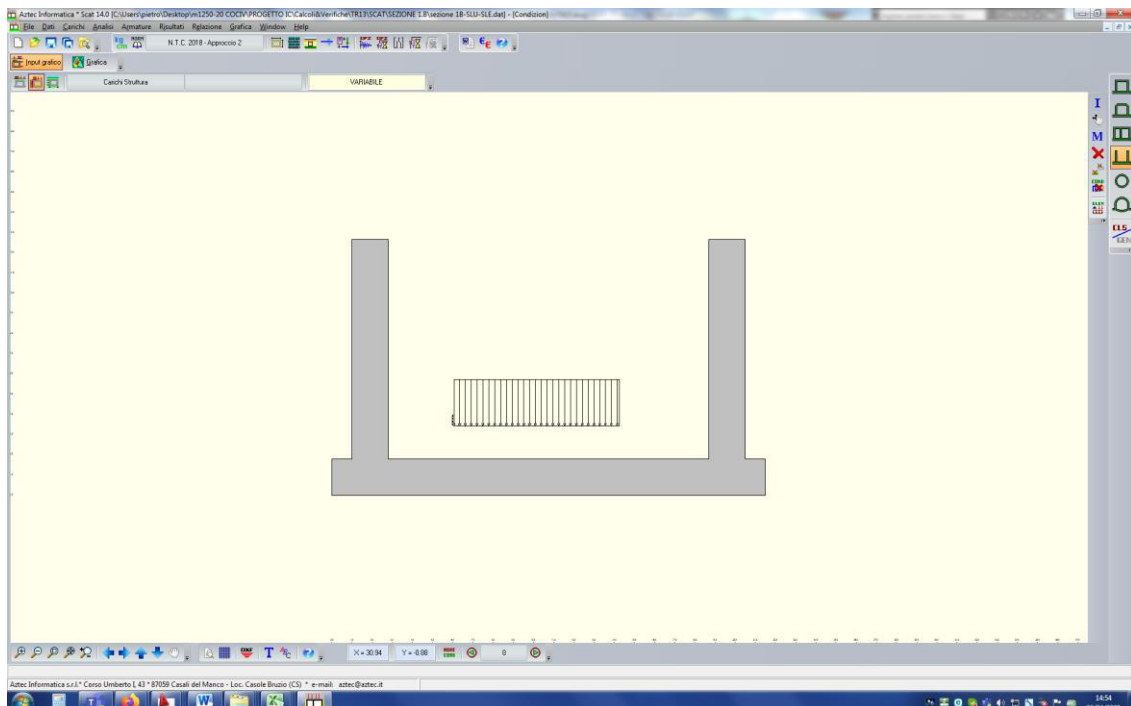 Aztec Informatica * Scat 14.0 [C:\Users\pietro\Desktop\m1250-20 COCIV\PROGETTO IC\Calcoli&Verifiche\TR13\SCAT\SEZIONE 1.B\sezione 1B-SLU-SLE.dat] - [Condizioni]
File Dati Carichi Analisi Armature Risultati Relazione Grafica Window Help
N.T.C. 2018 - Approccio 2
Input grafico Grafica
Carichi Struttura VARIABILE
I
M
CLS
X = 30.94 Y = -0.00 0
Aztec Informatica s.r.l.* Corso Umberto I, 43 * 87059 Casali del Manco - Loc. Casole Bruzio (CS) * e-mail: aztec@aztec.it
14:54